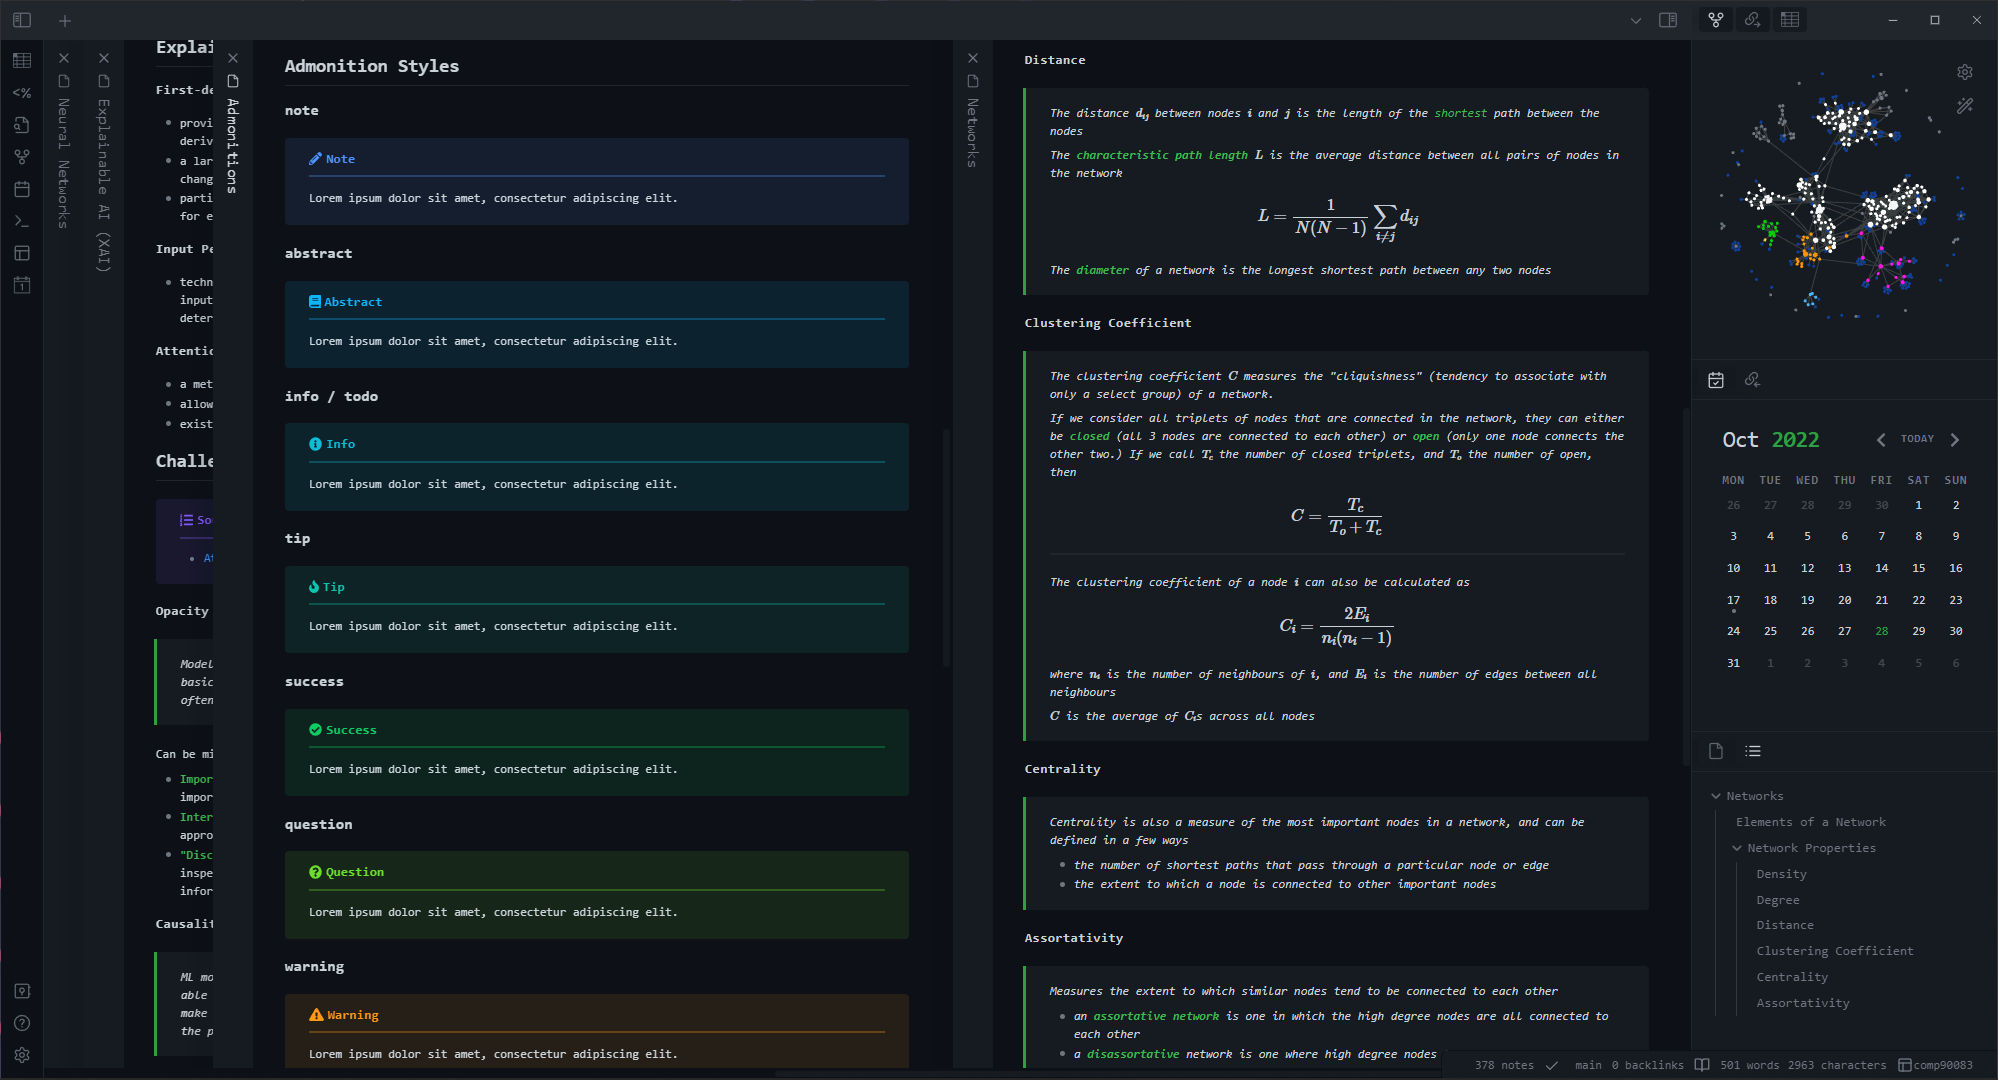 Neural Networks
Explainable AI (XAI)
Explai
First-de
provi
deriv
a lar
chang
parti
for e
Input Pe
techn
input
deter
Attentio
a met
allow
exist
Challe
Sou
At
Opacity
Model
basic
often
Can be mi
Impor
impor
Inter
appro
"Disc
inspe
infor
Causalit
ML mo
able
make
the p
Admonitions
Admonition Styles
note
Note
Lorem ipsum dolor sit amet, consectetur adipiscing elit.
abstract
Abstract
Lorem ipsum dolor sit amet, consectetur adipiscing elit.
info / todo
Info
Lorem ipsum dolor sit amet, consectetur adipiscing elit.
tip
Tip
Lorem ipsum dolor sit amet, consectetur adipiscing elit.
success
Success
Lorem ipsum dolor sit amet, consectetur adipiscing elit.
question
Question
Lorem ipsum dolor sit amet, consectetur adipiscing elit.
warning
Warning
Lorem ipsum dolor sit amet, consectetur adipiscing elit.
Networks
Distance
The distance d_ij between nodes i and j is the length of the shortest path between the
nodes
The characteristic path length L is the average distance between all pairs of nodes in
the network
L = 1 / N(N − 1) ∑_{i≠j} d_ij
The diameter of a network is the longest shortest path between any two nodes
Clustering Coefficient
The clustering coefficient C measures the "cliquishness" (tendency to associate with
only a select group) of a network.
If we consider all triplets of nodes that are connected in the network, they can either
be closed (all 3 nodes are connected to each other) or open (only one node connects the
other two.) If we call T_c the number of closed triplets, and T_o the number of open,
then
C = T_c / (T_o + T_c)
The clustering coefficient of a node i can also be calculated as
C_i = 2E_i / n_i(n_i − 1)
where n_i is the number of neighbours of i, and E_i is the number of edges between all
neighbours
C is the average of C_i s across all nodes
Centrality
Centrality is also a measure of the most important nodes in a network, and can be
defined in a few ways
the number of shortest paths that pass through a particular node or edge
the extent to which a node is connected to other important nodes
Assortativity
Measures the extent to which similar nodes tend to be connected to each other
an assortative network is one in which the high degree nodes are all connected to
each other
a disassortative network is one where high degree nodes
Oct 2022
TODAY
MON TUE WED THU FRI SAT SUN
26 27 28 29 30 1 2
3 4 5 6 7 8 9
10 11 12 13 14 15 16
17 18 19 20 21 22 23
24 25 26 27 28 29 30
31 1 2 3 4 5 6
Networks
Elements of a Network
Network Properties
Density
Degree
Distance
Clustering Coefficient
Centrality
Assortativity
378 notes main 0 backlinks 501 words 2963 characters comp90083